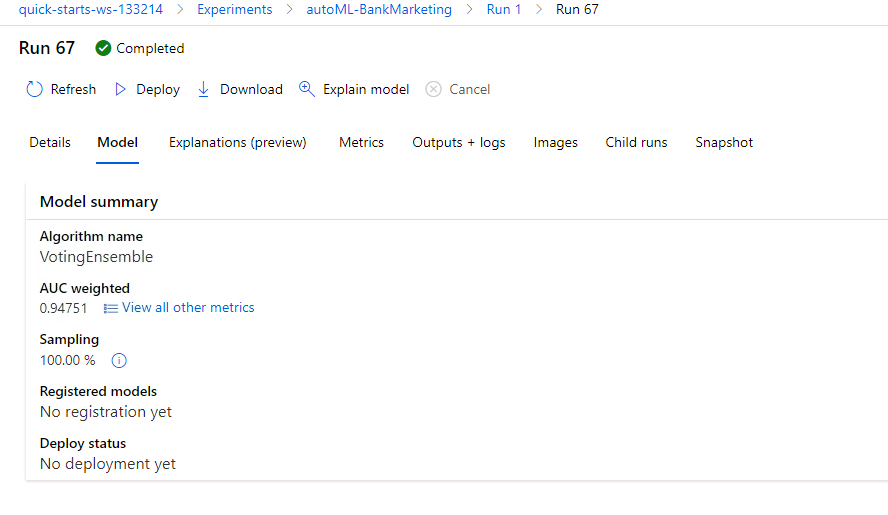 quick-starts-ws-133214 > Experiments > autoML-BankMarketing > Run 1 > Run 67
Run 67 Completed
Refresh Deploy Download Explain model Cancel
Details Model Explanations (preview) Metrics Outputs + logs Images Child runs Snapshot
Model summary
Algorithm name
VotingEnsemble
AUC weighted
0.94751 View all other metrics
Sampling
100.00 %
Registered models
No registration yet
Deploy status
No deployment yet